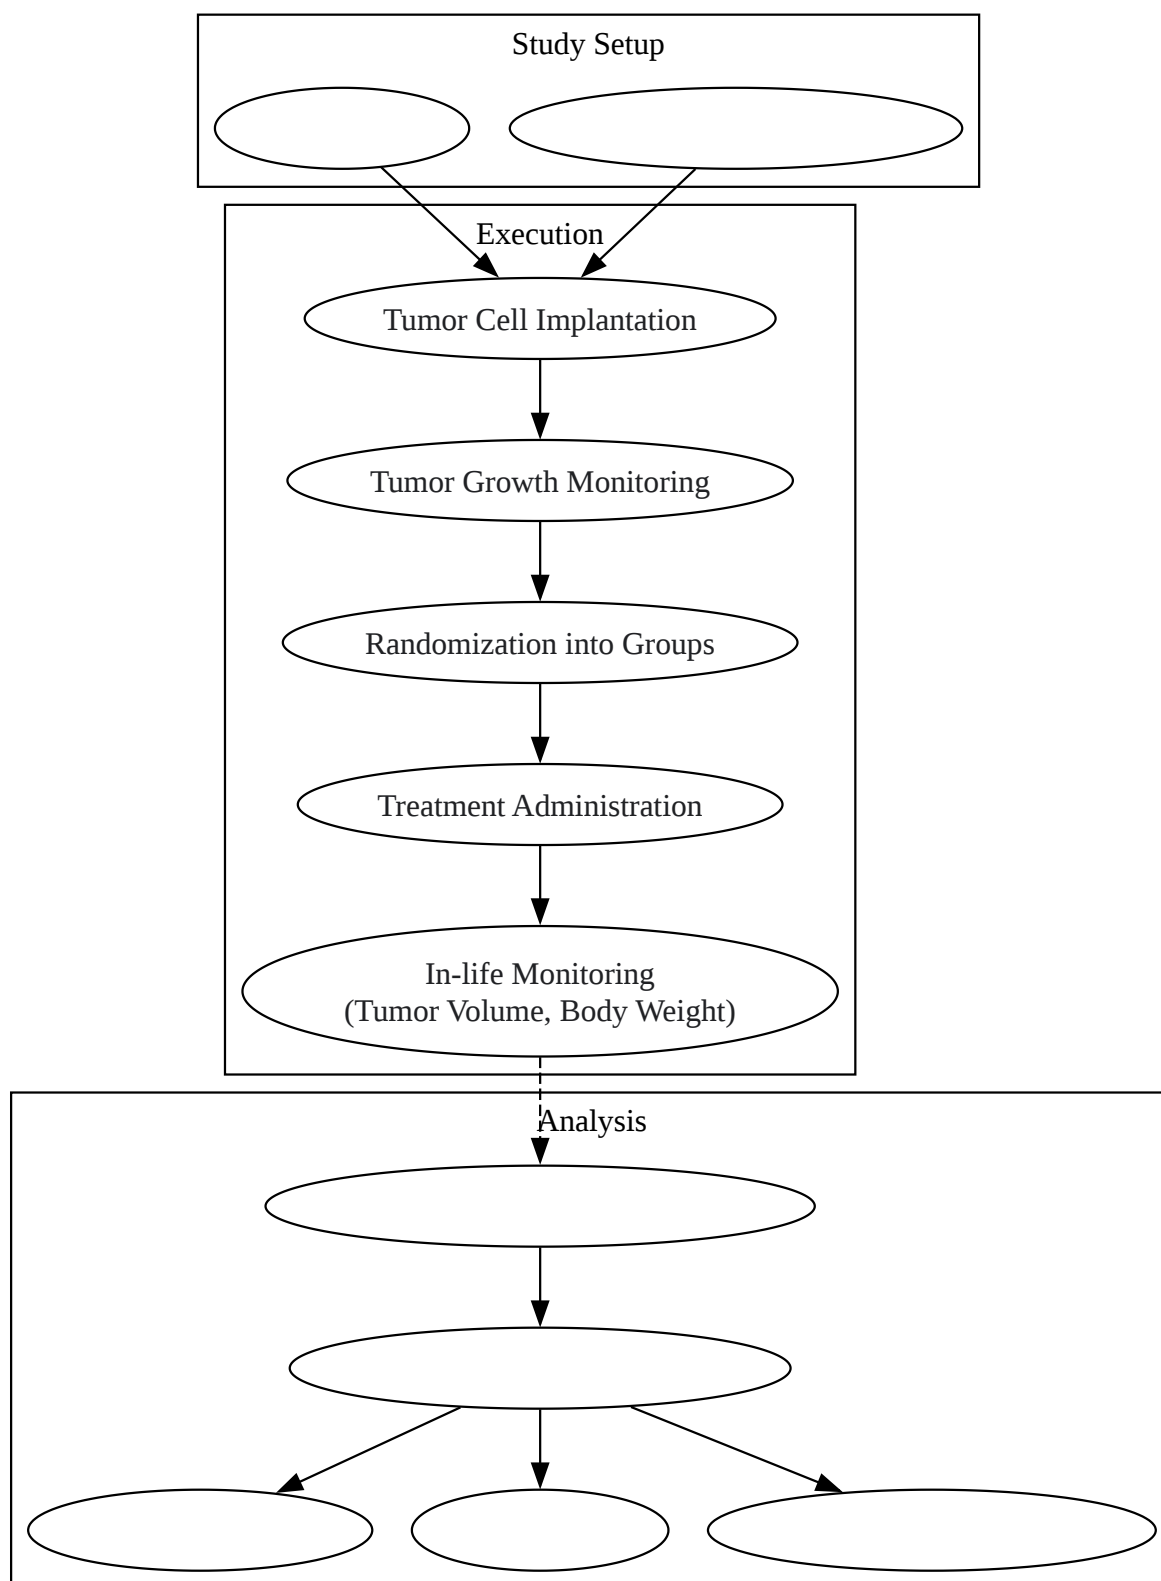 Study Setup
Execution
Tumor Cell Implantation
Tumor Growth Monitoring
Randomization into Groups
Treatment Administration
In-life Monitoring
(Tumor Volume, Body Weight)
Analysis